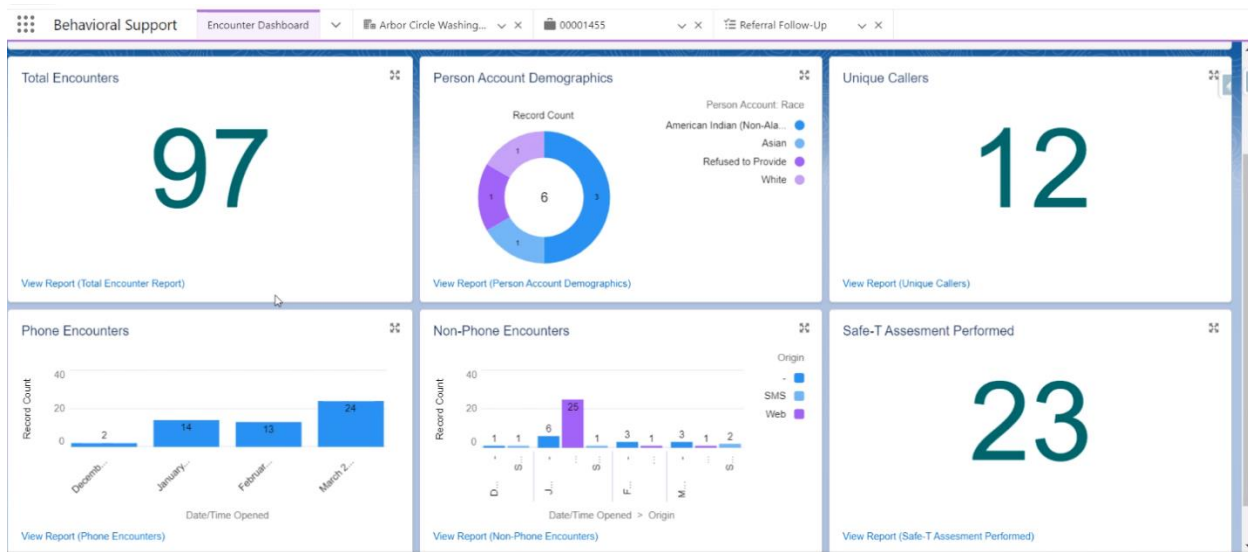 Behavioral Support
Encounter Dashboard
Arbor Circle Washing...
00001455
Referral Follow-Up
Total Encounters
97
View Report (Total Encounter Report)
Person Account Demographics
Record Count
6
3
1
1
1
Person Account: Race
American Indian (Non-Ala...
Asian
Refused to Provide
White
View Report (Person Account Demographics)
Unique Callers
12
View Report (Unique Callers)
Phone Encounters
Record Count
40
20
0
2
14
13
24
Decemb...
January...
Februar...
March 2...
Date/Time Opened
View Report (Phone Encounters)
Non-Phone Encounters
Record Count
40
20
0
1
1
6
25
1
3
1
3
1
2
-
S...
-
...
S...
-
...
-
...
S...
D...
J...
F...
M...
Date/Time Opened > Origin
Origin
-
SMS
Web
View Report (Non-Phone Encounters)
Safe-T Assesment Performed
23
View Report (Safe-T Assesment Performed)